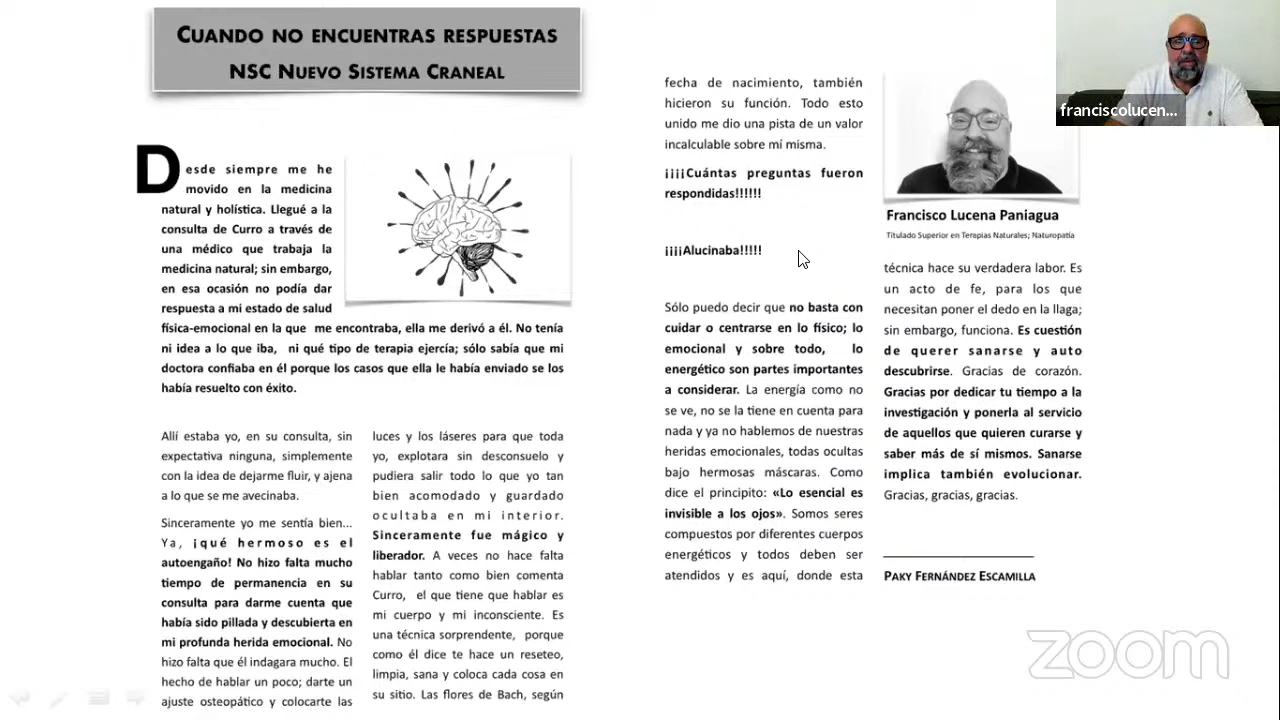 CUANDO NO ENCUENTRAS RESPUESTAS
NSC NUEVO SISTEMA CRANEAL
Desde siempre me he
movido en la medicina
natural y holística. Llegué a la
consulta de Curro a través de
una médico que trabaja la
medicina natural; sin embargo,
en esa ocasión no podía dar
respuesta a mi estado de salud
física-emocional en la que me encontraba, ella me derivó a él. No tenía
ni idea a lo que iba, ni qué tipo de terapia ejercía; sólo sabía que mi
doctora confiaba en él porque los casos que ella le había enviado se los
había resuelto con éxito.
Allí estaba yo, en su consulta, sin
expectativa ninguna, simplemente
con la idea de dejarme fluir, y ajena
a lo que se me avecinaba.
Sinceramente yo me sentía bien...
Ya, ¡qué hermoso es el
autoengaño! No hizo falta mucho
tiempo de permanencia en su
consulta para darme cuenta que
había sido pillada y descubierta en
mi profunda herida emocional. No
hizo falta que él indagara mucho. El
hecho de hablar un poco; darte un
ajuste osteopático y colocarte las
luces y los láseres para que toda
yo, explotara sin desconsuelo y
pudiera salir todo lo que yo tan
bien acomodado y guardado
ocultaba en mi interior.
Sinceramente fue mágico y
liberador. A veces no hace falta
hablar tanto como bien comenta
Curro, el que tiene que hablar es
mi cuerpo y mi inconsciente. Es
una técnica sorprendente, porque
como él dice te hace un reseteo,
limpia, sana y coloca cada cosa en
su sitio. Las flores de Bach, según
fecha de nacimiento, también
hicieron su función. Todo esto
unido me dio una pista de un valor
incalculable sobre mí misma.
¡¡¡¡Cuántas preguntas fueron
respondidas!!!!!!
¡¡¡¡Alucinaba!!!!!
Sólo puedo decir que no basta con
cuidar o centrarse en lo físico; lo
emocional y sobre todo, lo
energético son partes importantes
a considerar. La energía como no
se ve, no se la tiene en cuenta para
nada y ya no hablemos de nuestras
heridas emocionales, todas ocultas
bajo hermosas máscaras. Como
dice el principito: «Lo esencial es
invisible a los ojos». Somos seres
compuestos por diferentes cuerpos
energéticos y todos deben ser
atendidos y es aquí, donde esta
Francisco Lucena Paniagua
Titulado Superior en Terapias Naturales; Naturopatía
técnica hace su verdadera labor. Es
un acto de fe, para los que
necesitan poner el dedo en la llaga;
sin embargo, funciona. Es cuestión
de querer sanarse y auto
descubrirse. Gracias de corazón.
Gracias por dedicar tu tiempo a la
investigación y ponerla al servicio
de aquellos que quieren curarse y
saber más de sí mismos. Sanarse
implica también evolucionar.
Gracias, gracias, gracias.
PAKY FERNÁNDEZ ESCAMILLA
franciscolucen...
zoom